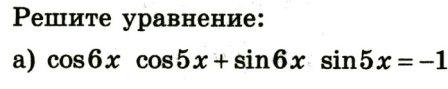 Решите уравнение:
а) cos6x cos5x + sin6x sin5x = −1